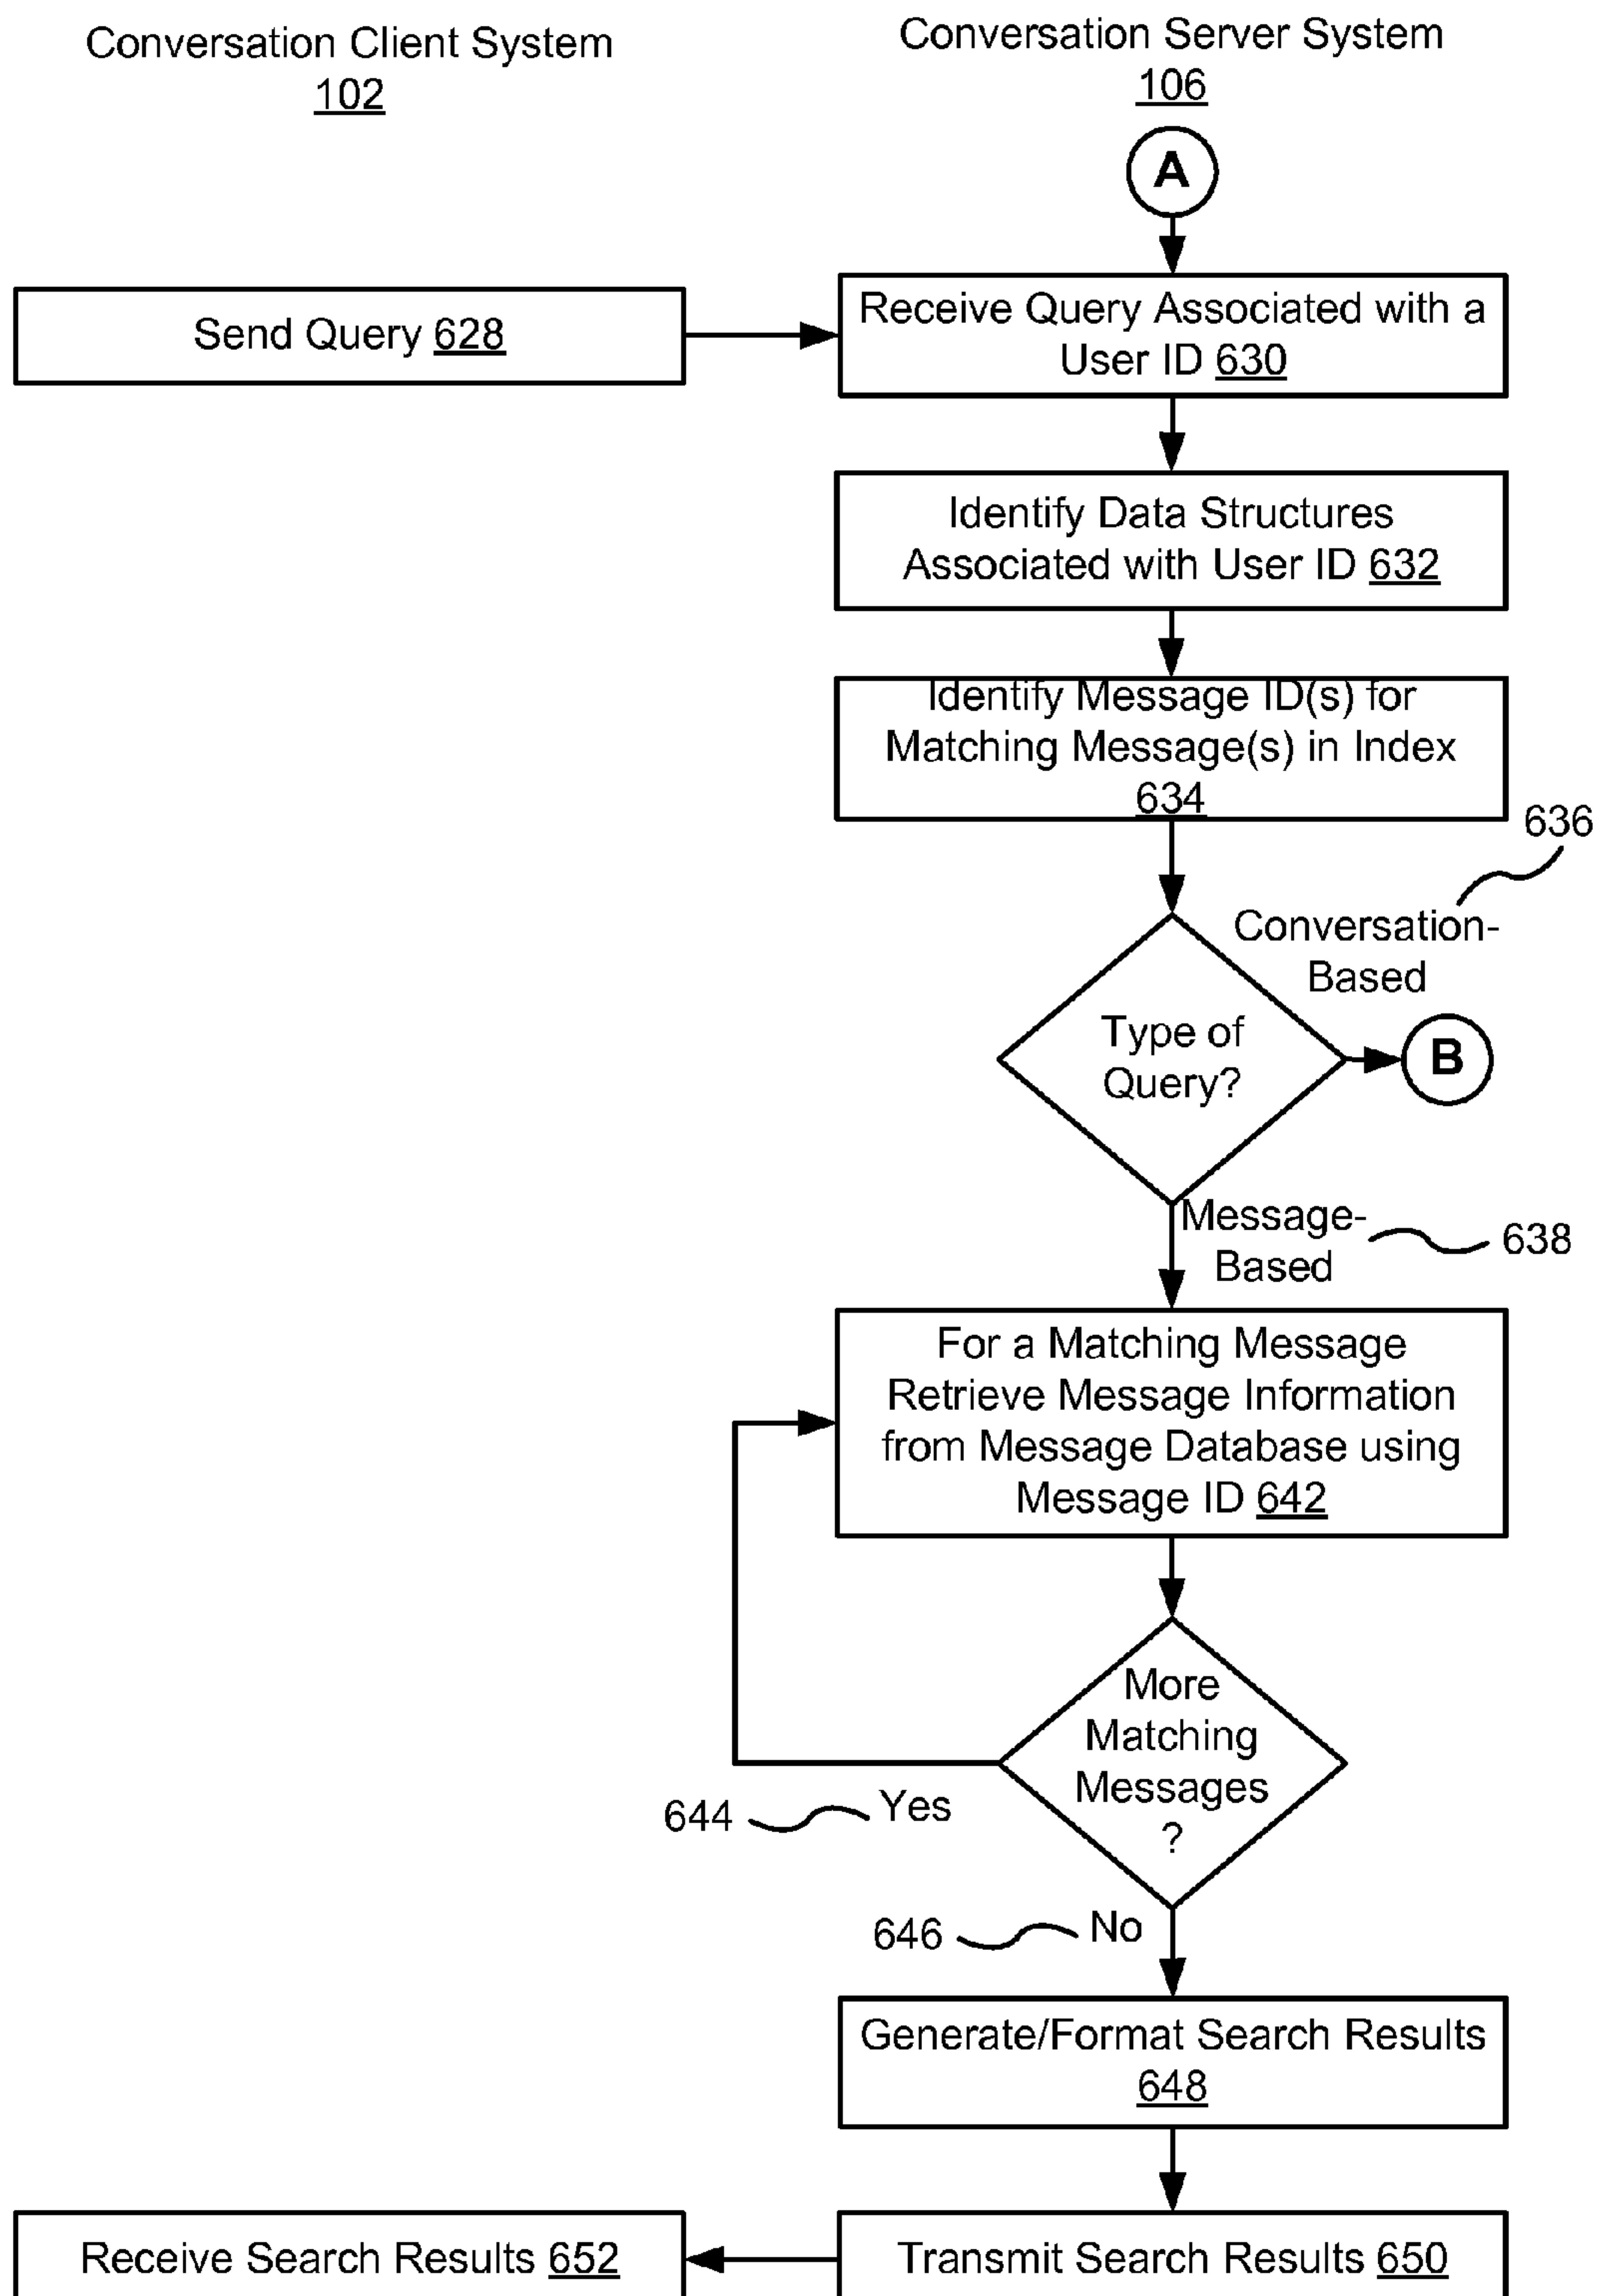 Conversation Client System
102
Conversation Server System
106
A
Send Query 628
Receive Query Associated with a
User ID 630
Identify Data Structures
Associated with User ID 632
Identify Message ID(s) for
Matching Message(s) in Index
634
636
Conversation-
Based
Type of
Query?
B
Message-
Based
638
For a Matching Message
Retrieve Message Information
from Message Database using
Message ID 642
More
Matching
Messages
?
644
Yes
646
No
Generate/Format Search Results
648
Receive Search Results 652
Transmit Search Results 650